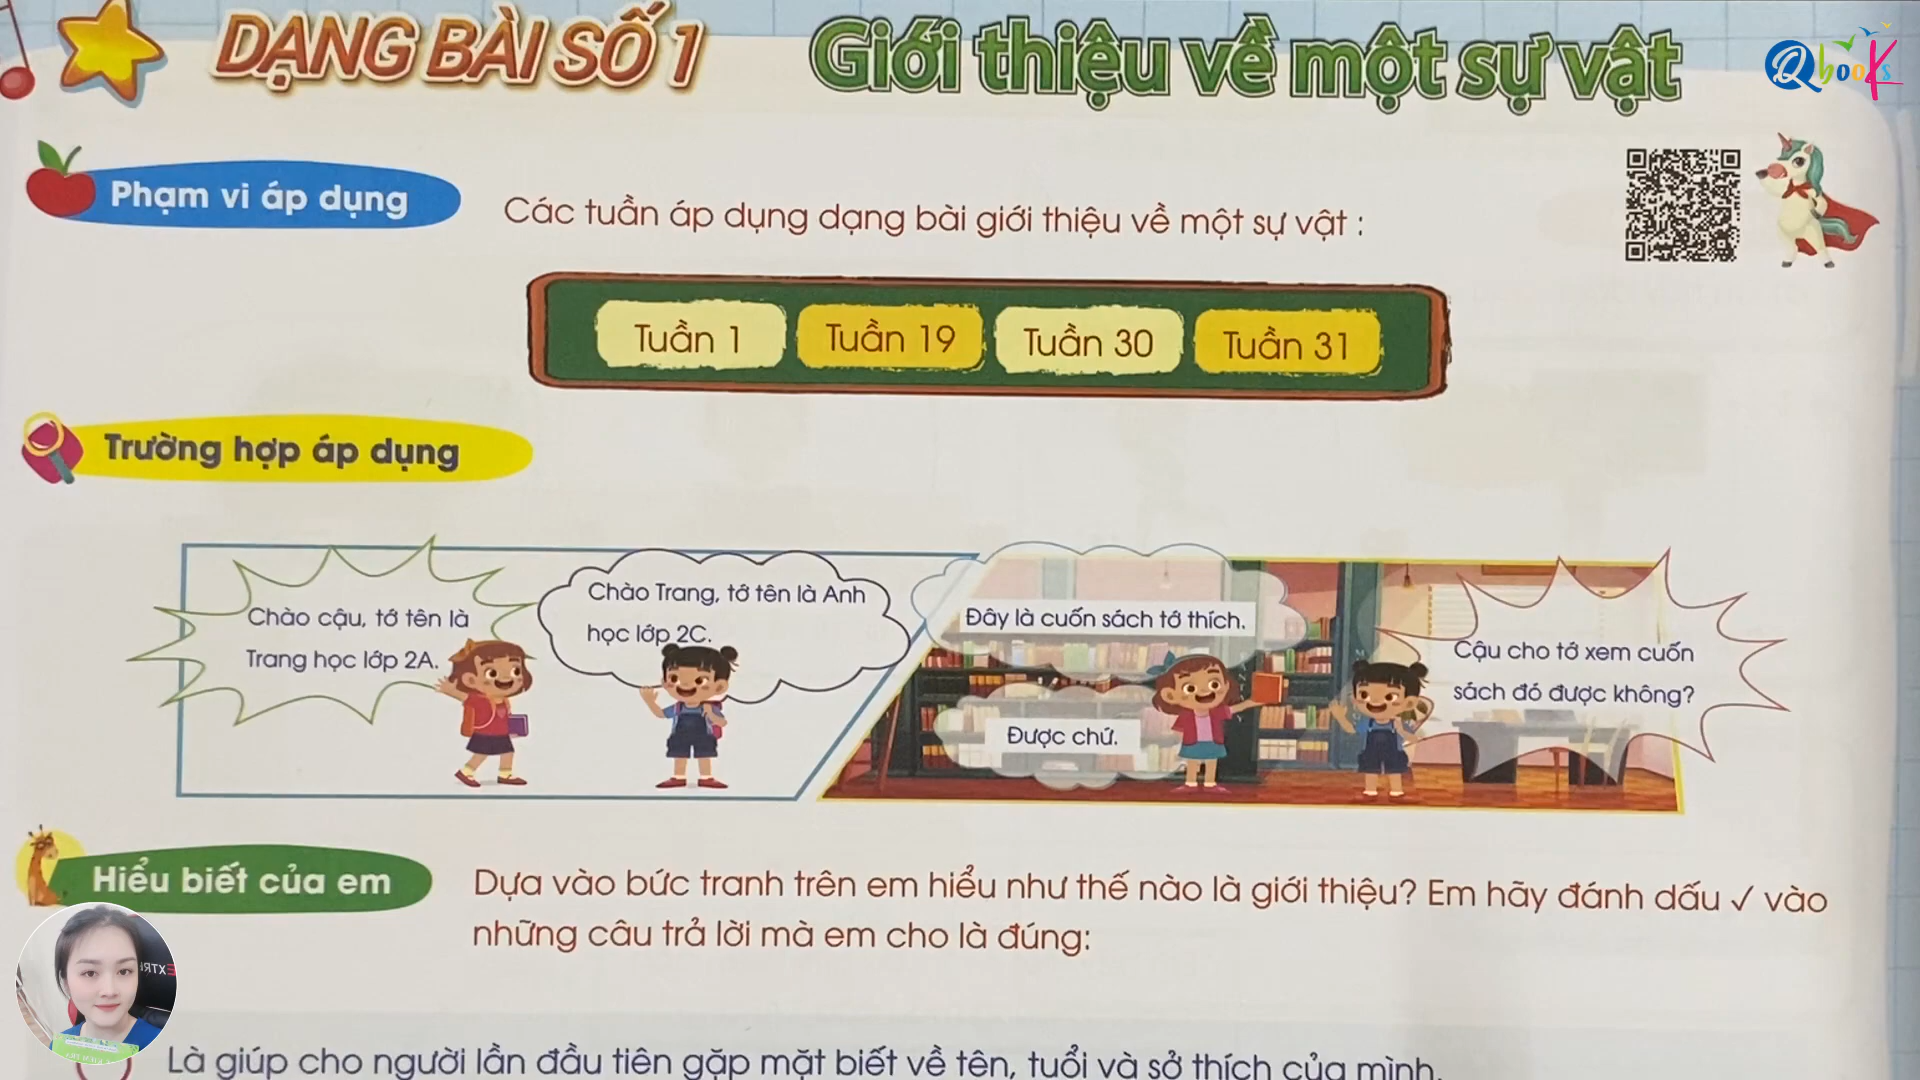 DẠNG BÀI SỐ 1
Giới thiệu về một sự vật
Qbooks
Phạm vi áp dụng
Các tuần áp dụng dạng bài giới thiệu về một sự vật :
Tuần 1
Tuần 19
Tuần 30
Tuần 31
Trường hợp áp dụng
Chào cậu, tớ tên là
Trang học lớp 2A.
Chào Trang, tớ tên là Anh
học lớp 2C.
Đây là cuốn sách tớ thích.
Được chứ.
Cậu cho tớ xem cuốn
sách đó được không?
Hiểu biết của em
Dựa vào bức tranh trên em hiểu như thế nào là giới thiệu? Em hãy đánh dấu ✓ vào
những câu trả lời mà em cho là đúng:
Là giúp cho người lần đầu tiên gặp mặt biết về tên, tuổi và sở thích của mình.